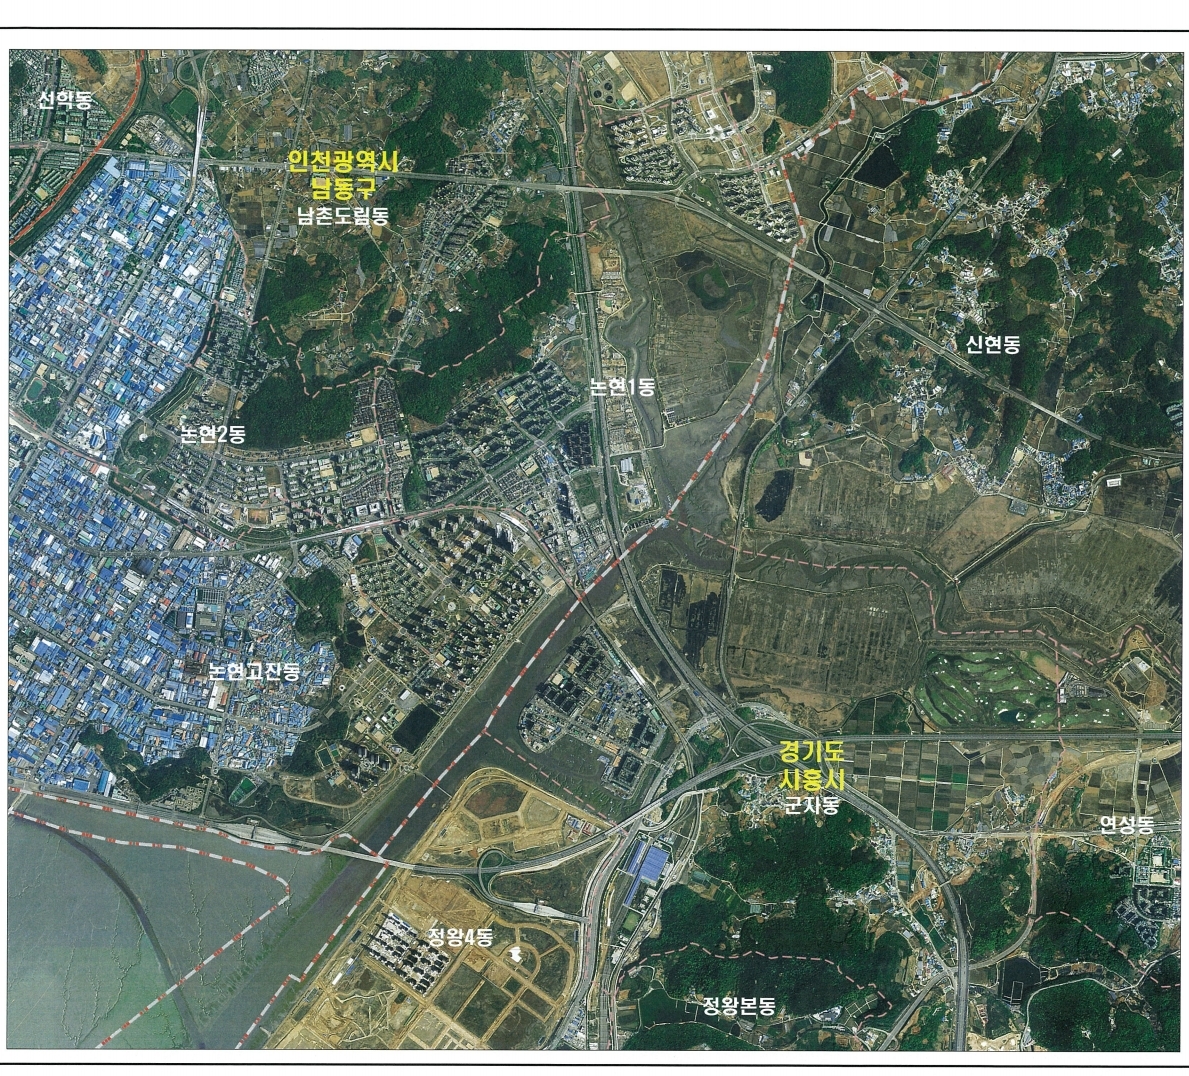 선학동
인천광역시
남동구
남촌도림동
신현동
논현1동
논현2동
논현고잔동
경기도
시흥시
군자동
연성동
정왕4동
정왕본동